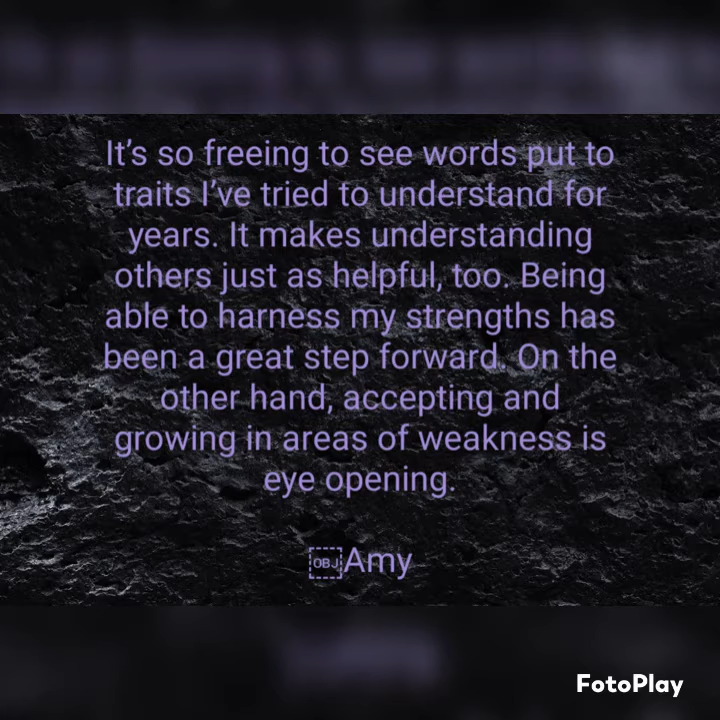 It’s so freeing to see words put to
traits I’ve tried to understand for
years. It makes understanding
others just as helpful, too. Being
able to harness my strengths has
been a great step forward. On the
other hand, accepting and
growing in areas of weakness is
eye opening.
OBJAmy
FotoPlay